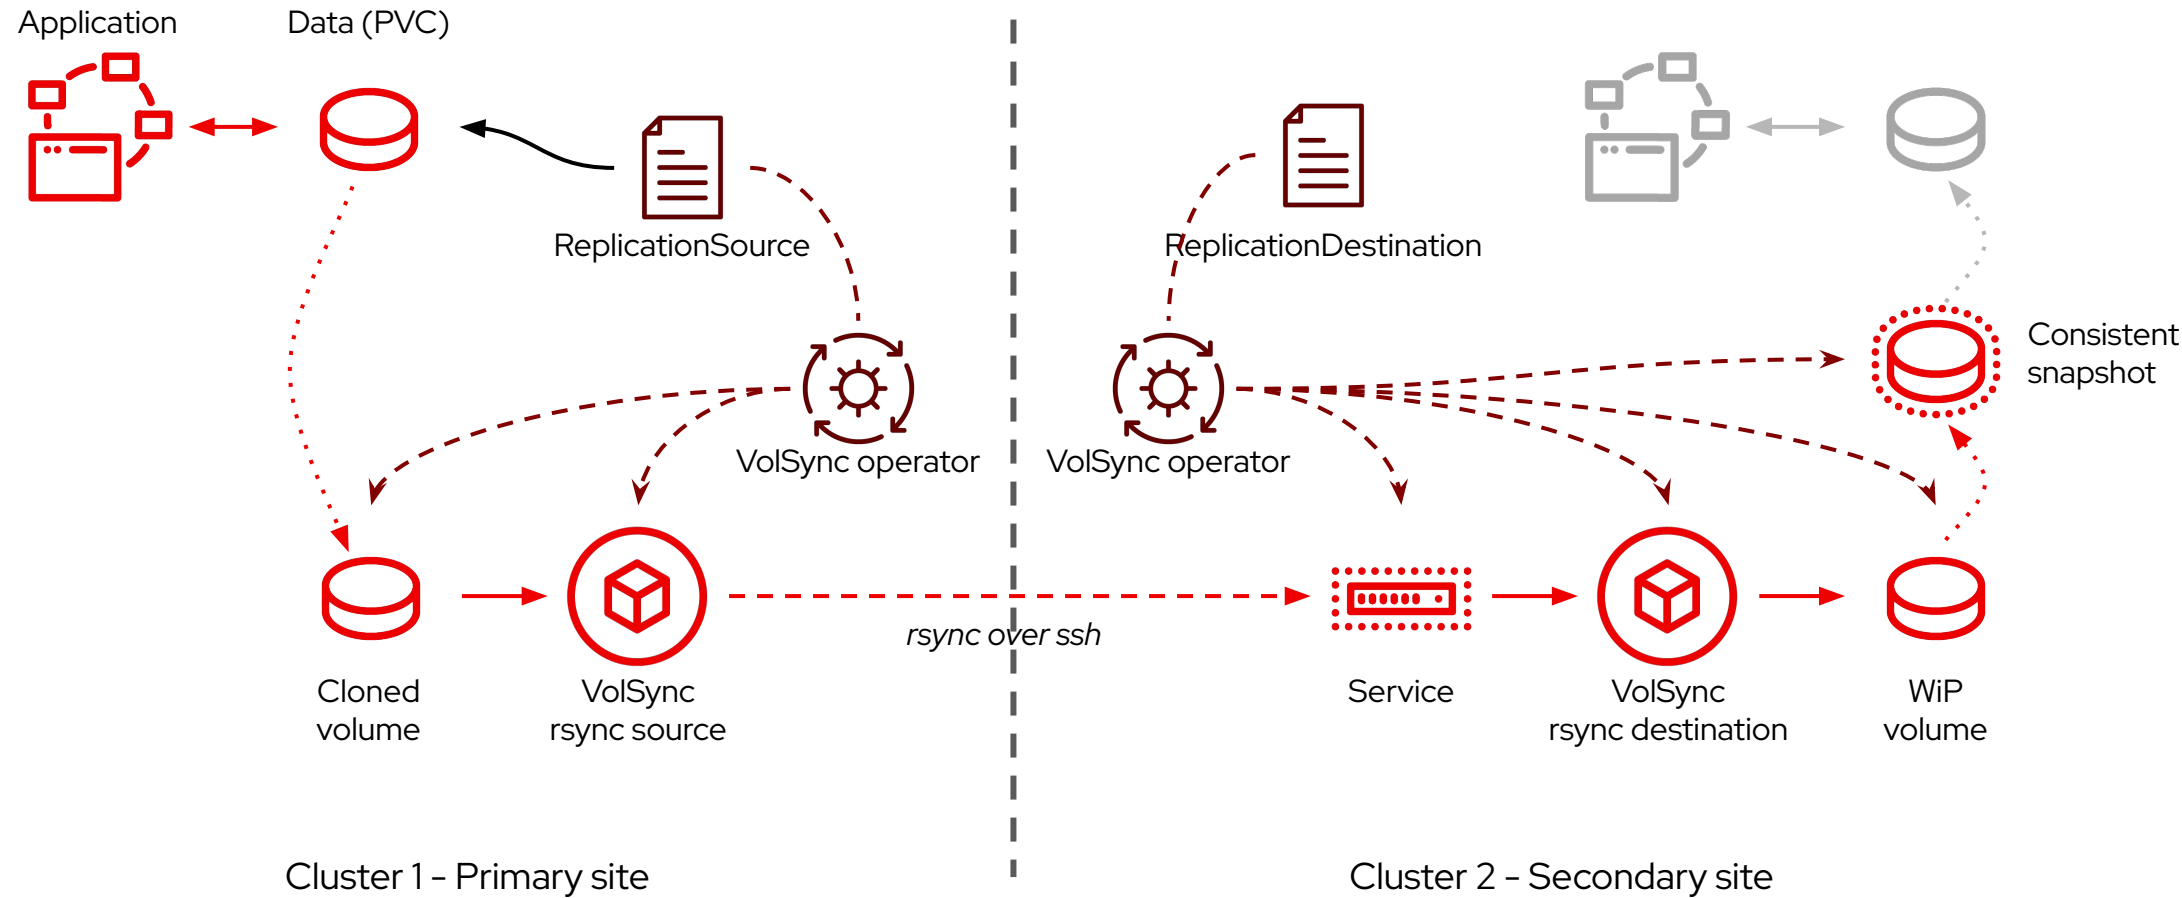 Application
Data (PVC)
ReplicationSource
ReplicationDestination
Consistent
snapshot
VolSync operator
VolSync operator
rsync over ssh
Cloned
volume
VolSync
rsync source
Service
VolSync
rsync destination
WiP
volume
Cluster 1 - Primary site
Cluster 2 - Secondary site